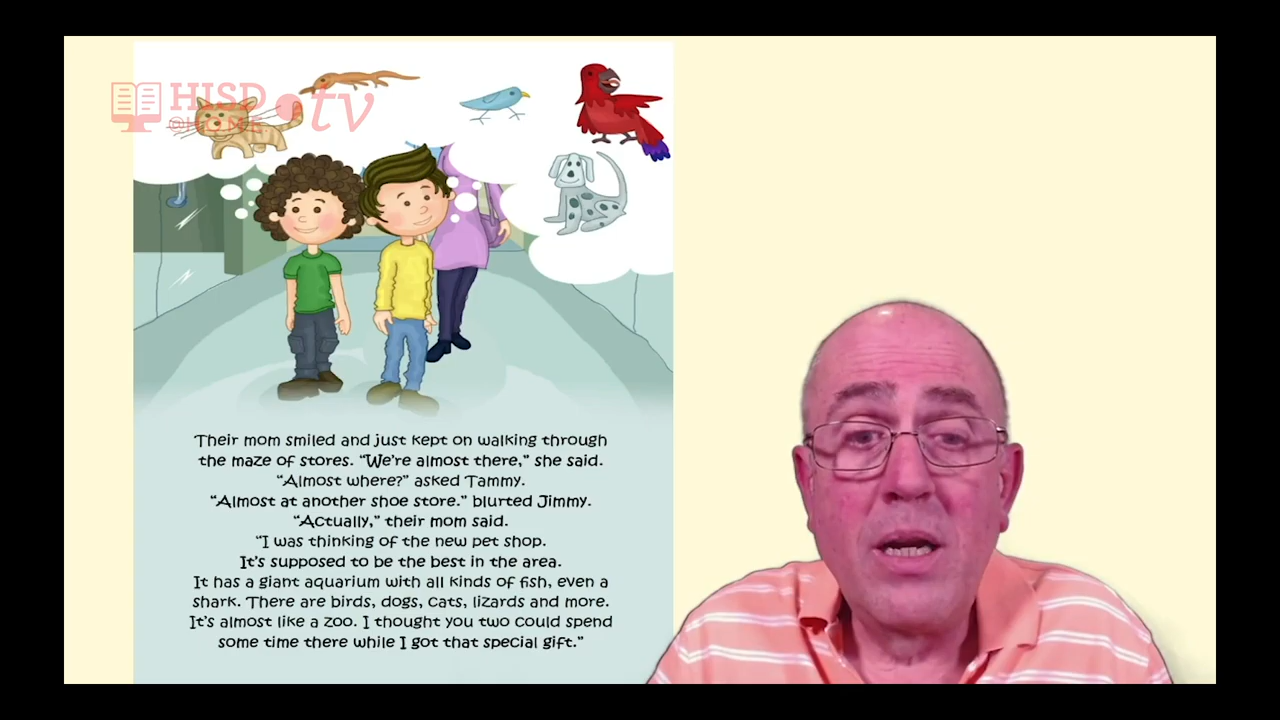 HISD
@HOME
tv
Their mom smiled and just kept on walking through
the maze of stores. “We’re almost there,” she said.
“Almost where?” asked Tammy.
“Almost at another shoe store.” blurted Jimmy.
“Actually,” their mom said.
“I was thinking of the new pet shop.
It’s supposed to be the best in the area.
It has a giant aquarium with all kinds of fish, even a
shark. There are birds, dogs, cats, lizards and more.
It’s almost like a zoo. I thought you two could spend
some time there while I got that special gift.”